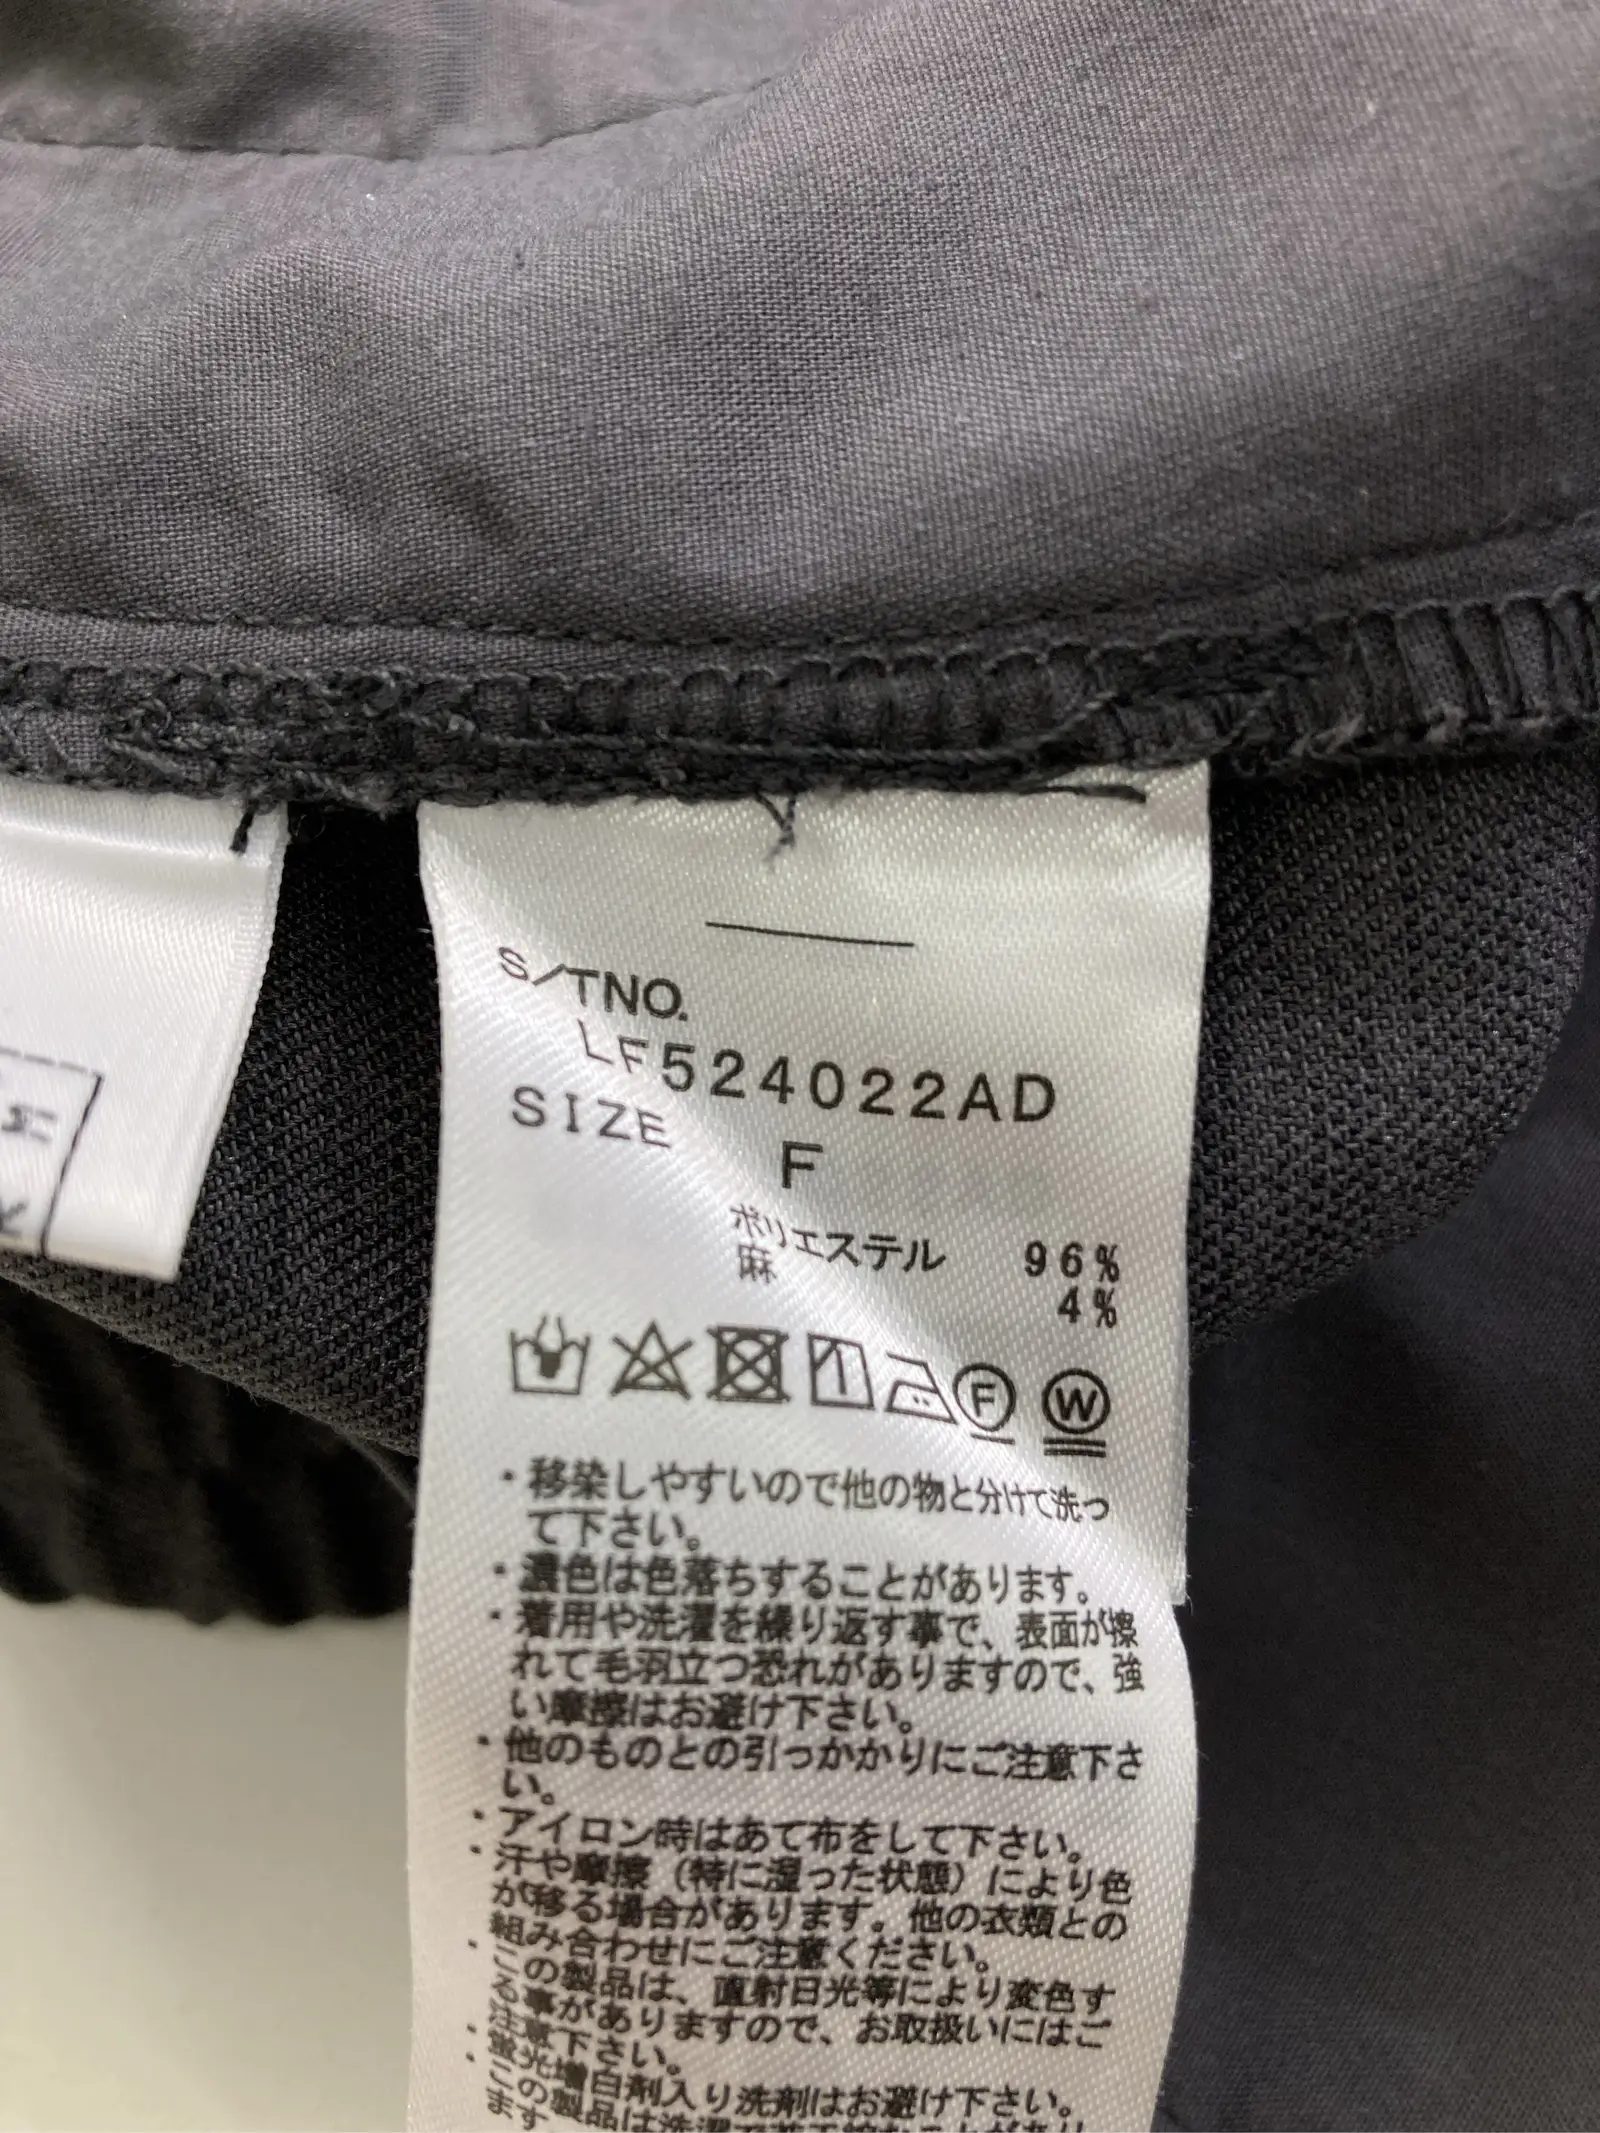 S/TNO.
LF524022AD
SIZE
F
ポリエステル 96%
麻 4%
F W
・移染しやすいので他の物と分けて洗っ
て下さい。
・濃色は色落ちすることがあります。
・着用や洗濯を繰り返す事で、表面が擦
れて毛羽立つ恐れがありますので、強
い摩擦はお避け下さい。
・他のものとの引っかかりにご注意下さ
い。
・アイロン時はあて布をして下さい。
・汗や摩擦（特に湿った状態）により色
が移る場合があります。他の衣類との
組み合わせにご注意ください。
・この製品は、直射日光等により変色す
る事がありますので、お取扱いにはご
注意下さい。
・蛍光増白剤入り洗剤はお避け下さい。
・この製品は洗濯で
ます